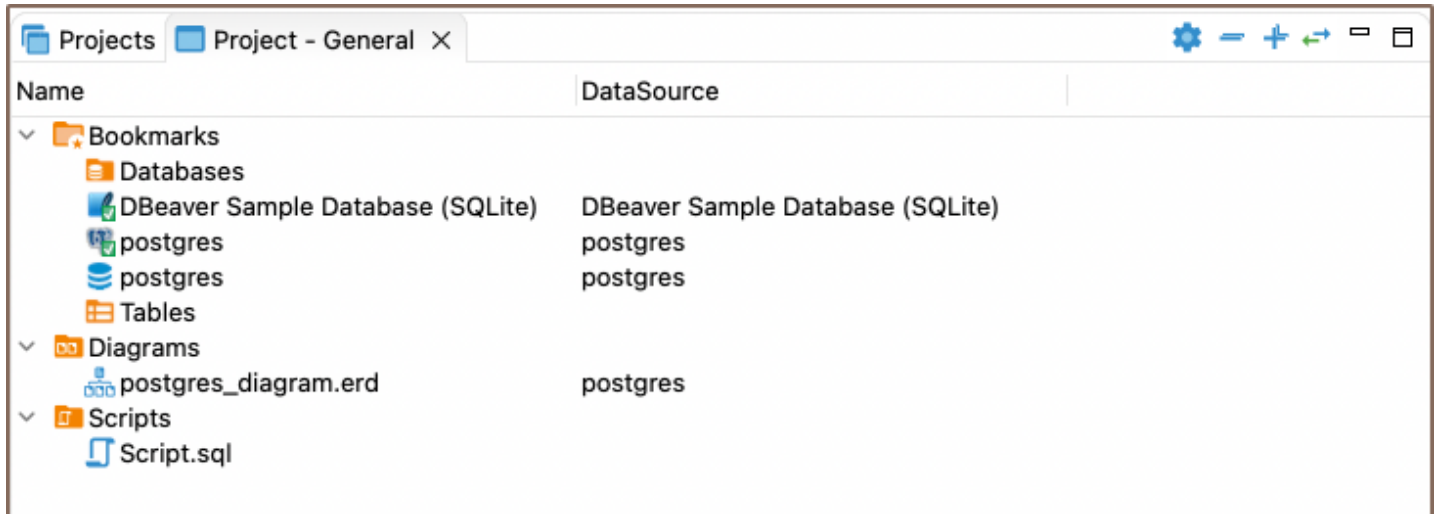 Projects Project - General
Name DataSource
Bookmarks
Databases
DBeaver Sample Database (SQLite) DBeaver Sample Database (SQLite)
postgres postgres
postgres postgres
Tables
Diagrams
postgres_diagram.erd postgres
Scripts
Script.sql